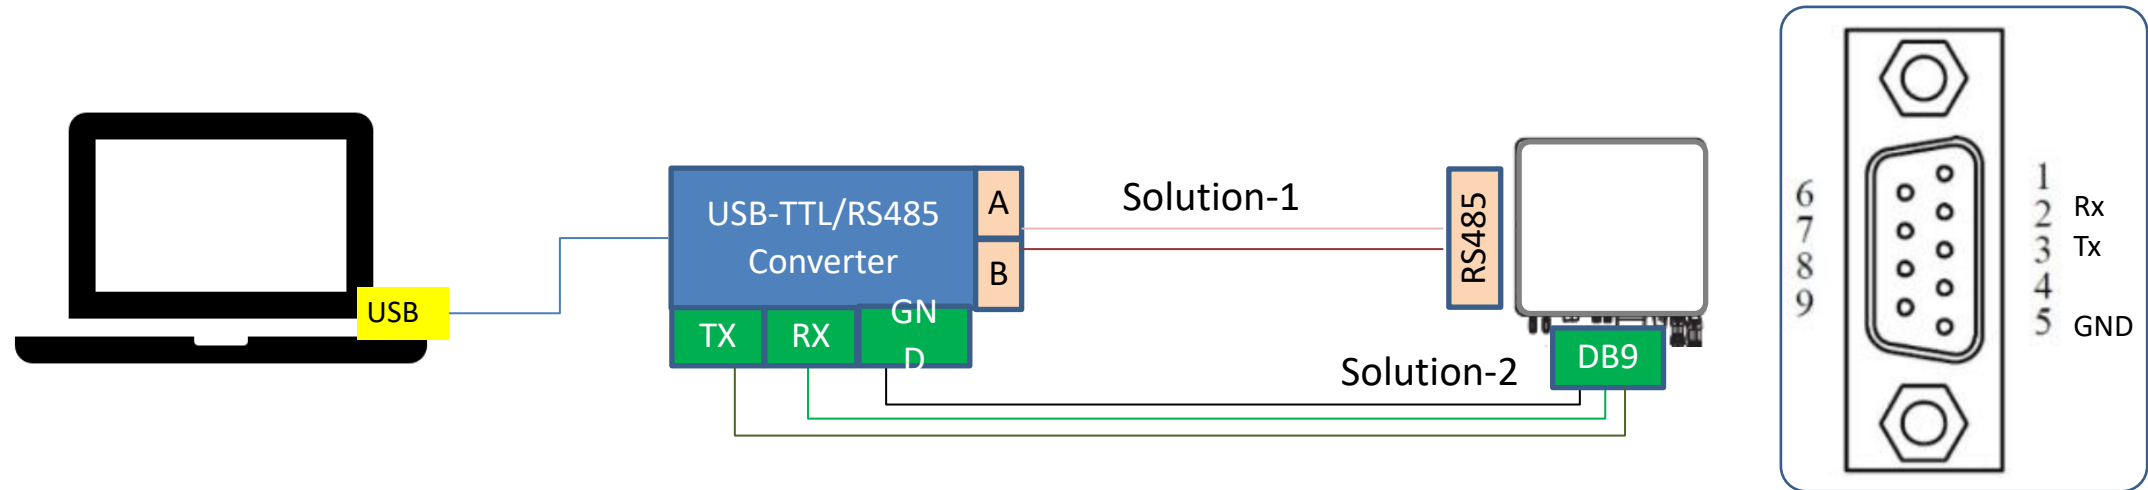 USB
USB-TTL/RS485
Converter
A
B
TX
RX
GN
D
Solution-1
RS485
Solution-2
DB9
6
7
8
9
1
2 Rx
3 Tx
4
5 GND